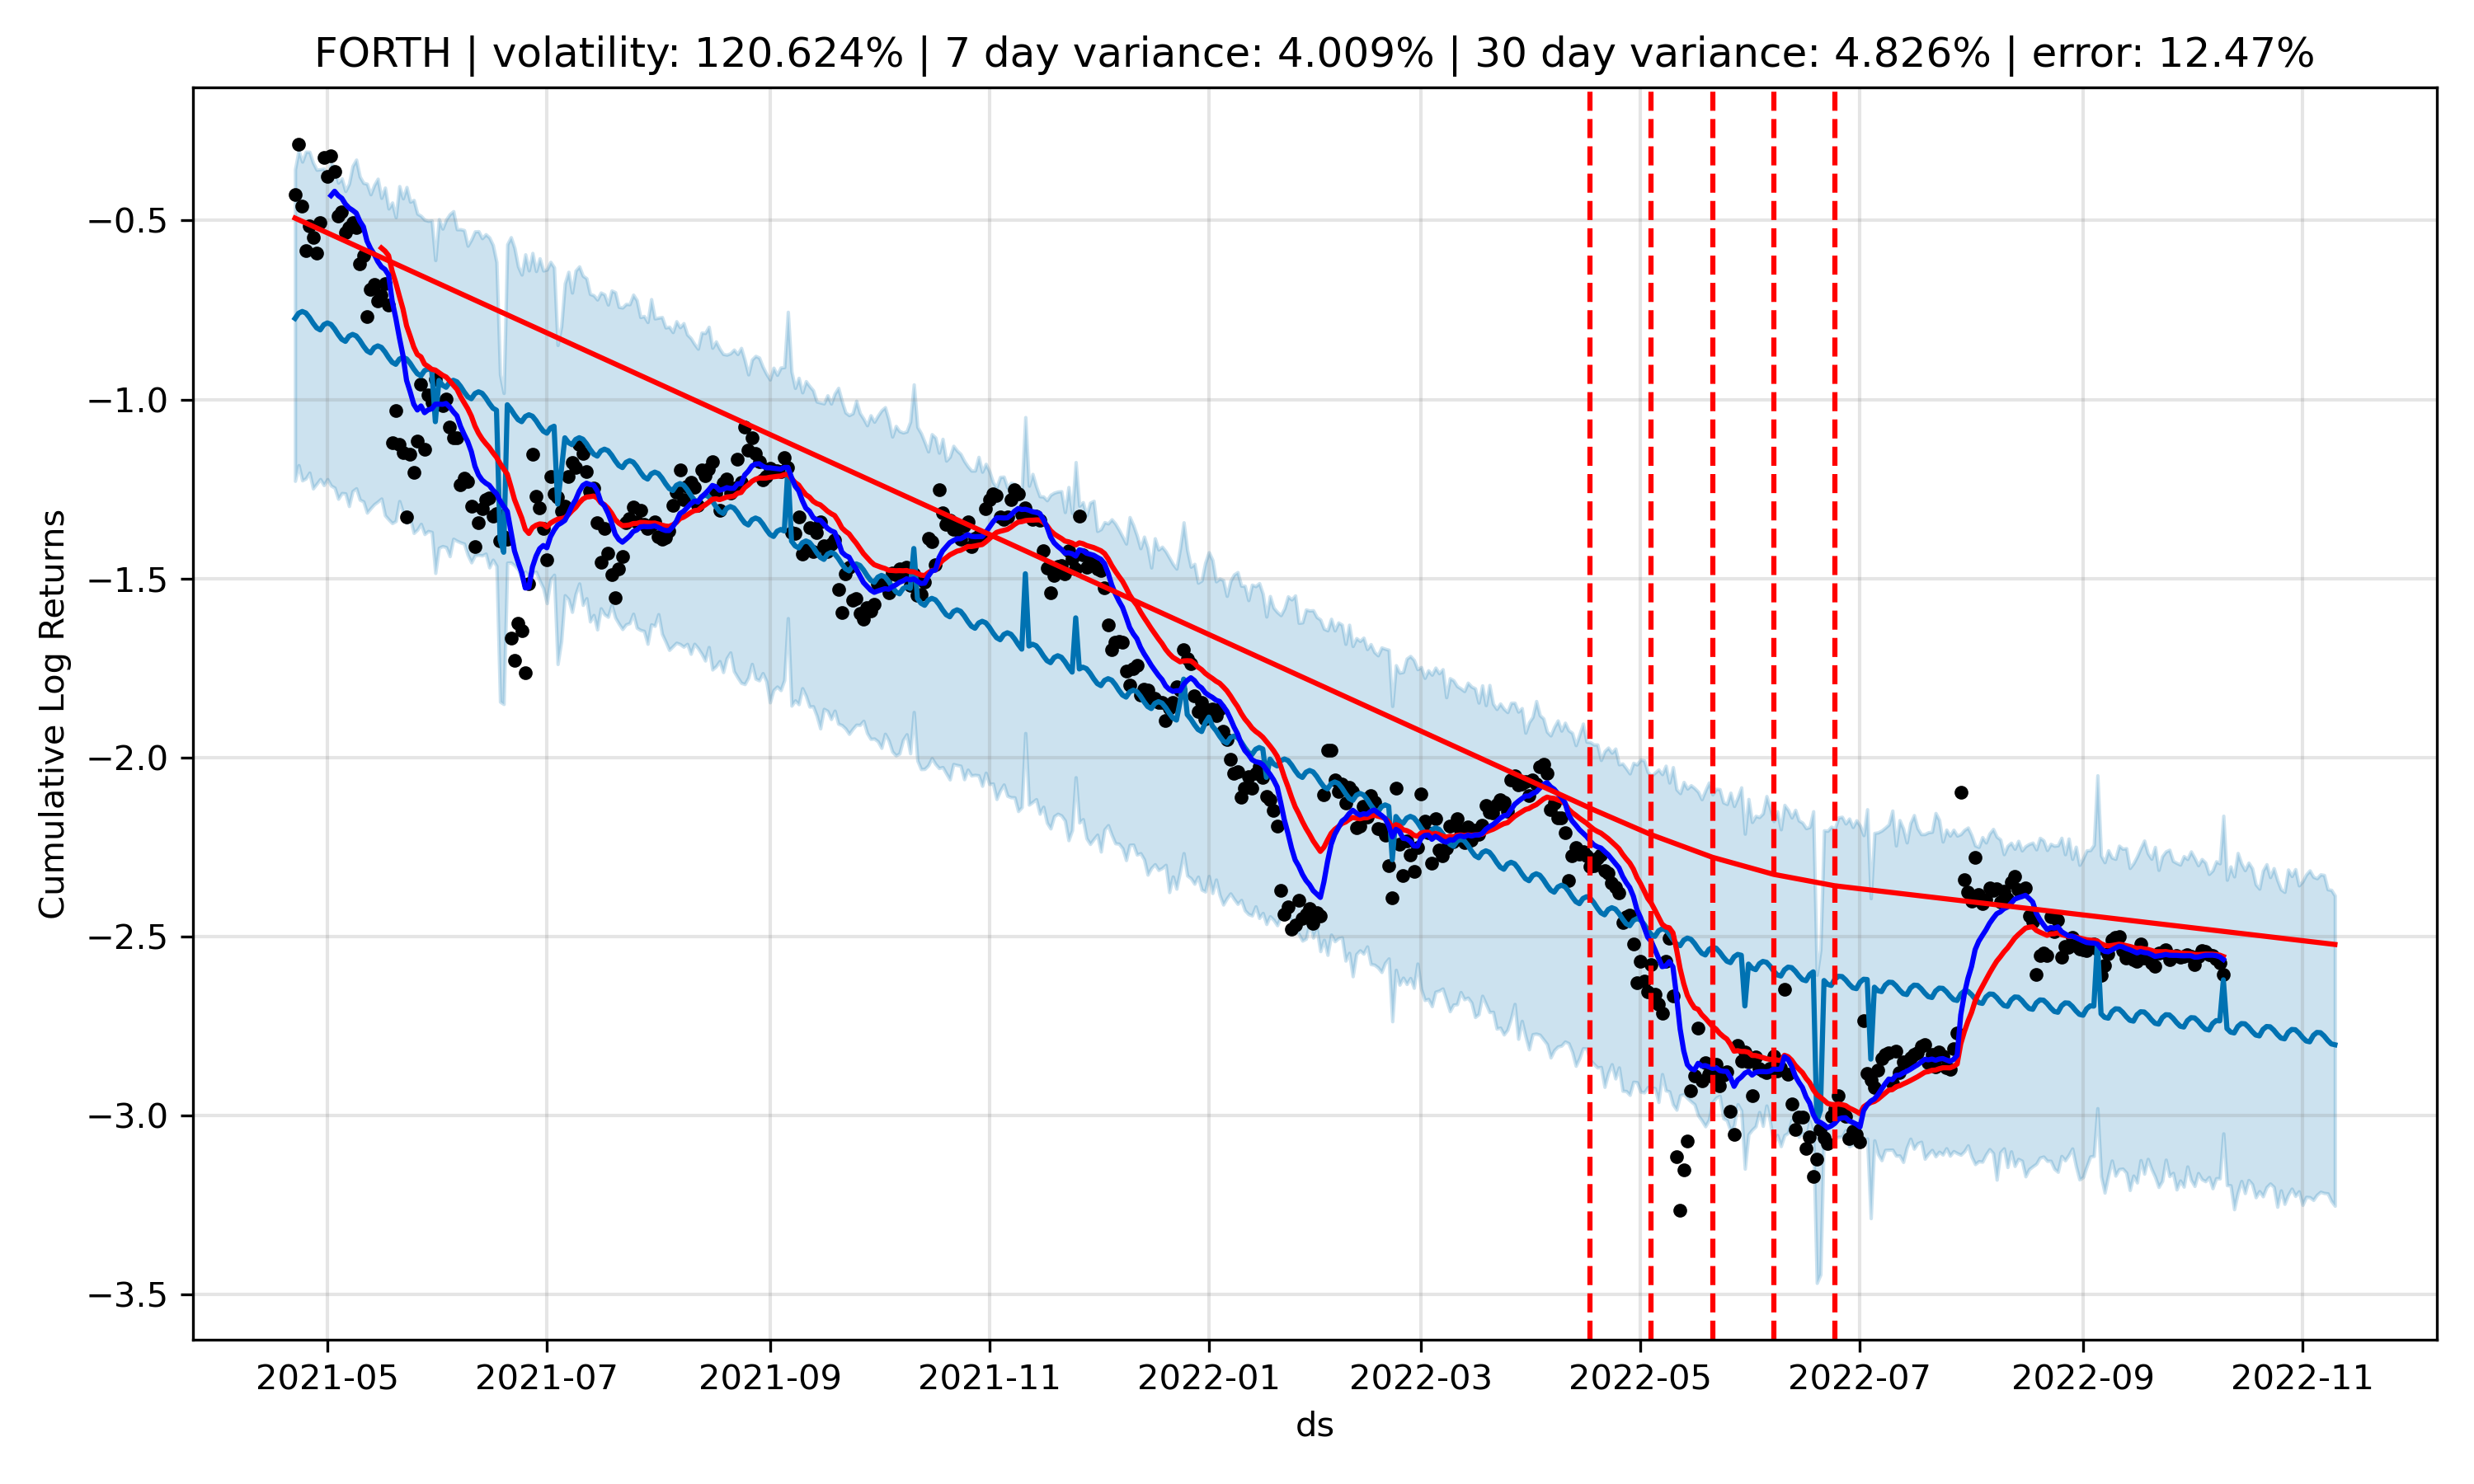 FORTH | volatility: 120.624% | 7 day variance: 4.009% | 30 day variance: 4.826% | error: 12.47%
Cumulative Log Returns
−0.5
−1.0
−1.5
−2.0
−2.5
−3.0
−3.5
2021-05 2021-07 2021-09 2021-11 2022-01 2022-03 2022-05 2022-07 2022-09 2022-11
ds